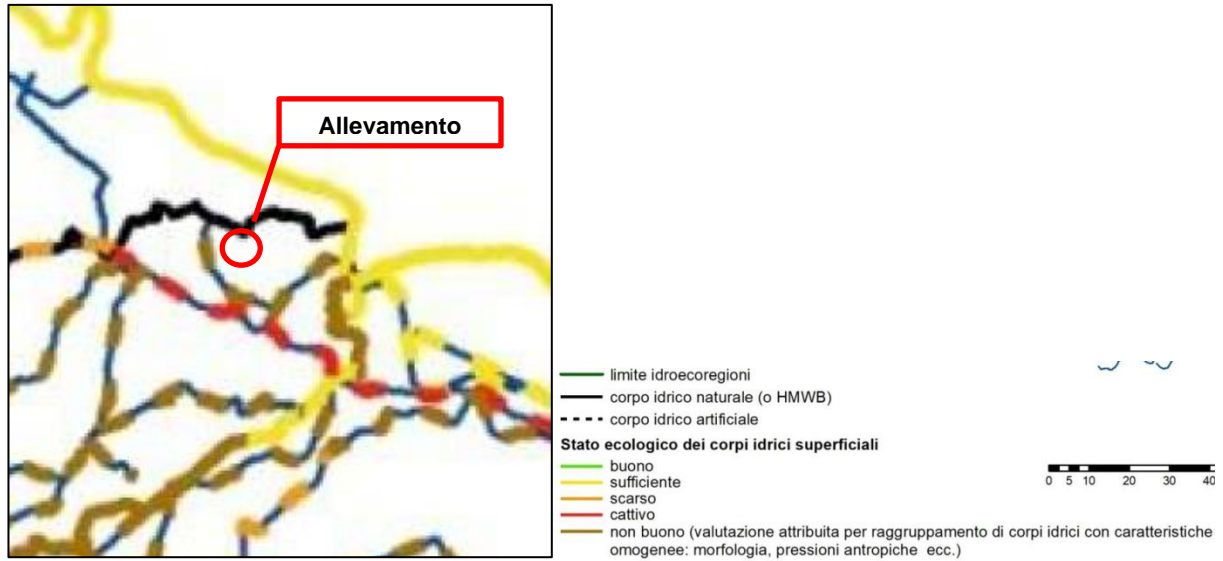 Allevamento
limite idroecoregioni
corpo idrico naturale (o HMWB)
corpo idrico artificiale
Stato ecologico dei corpi idrici superficiali
buono
sufficiente
scarso
cattivo
non buono (valutazione attribuita per raggruppamento di corpi idrici con caratteristiche
omogenee: morfologia, pressioni antropiche ecc.)
0 5 10 20 30 40